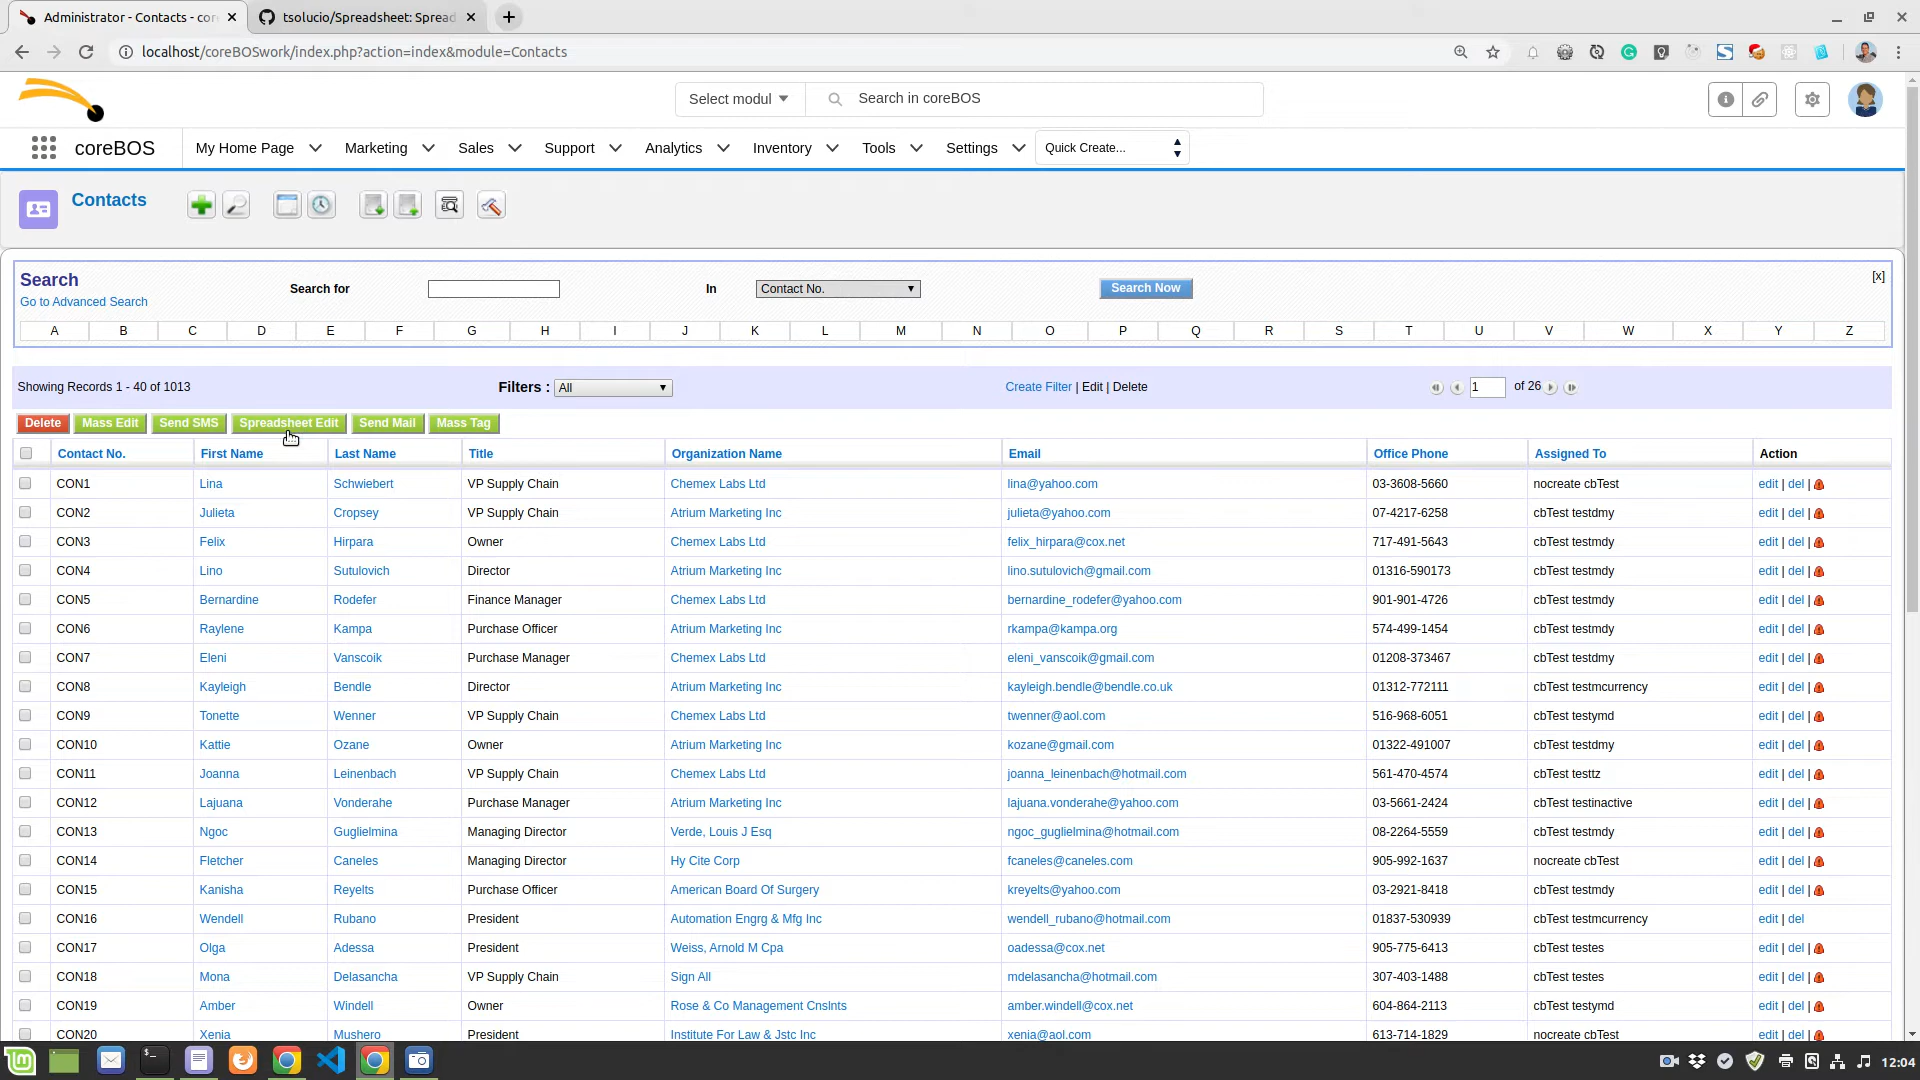 Administrator - Contacts - cor
tsolucio/Spreadsheet: Spread
localhost/coreBOSwork/index.php?action=index&module=Contacts
Select modul
Search in coreBOS
coreBOS
My Home Page
Marketing
Sales
Support
Analytics
Inventory
Tools
Settings
Quick Create...
Contacts
Search
Go to Advanced Search
Search for
In
Contact No.
Search Now
[x]
A B C D E F G H I J K L M N O P Q R S T U V W X Y Z
Showing Records 1 - 40 of 1013
Filters : All
Create Filter | Edit | Delete
1 of 26
Delete Mass Edit Send SMS Spreadsheet Edit Send Mail Mass Tag
Contact No. First Name Last Name Title Organization Name Email Office Phone Assigned To Action
CON1 Lina Schwiebert VP Supply Chain Chemex Labs Ltd lina@yahoo.com 03-3608-5660 nocreate cbTest edit | del |
CON2 Julieta Cropsey VP Supply Chain Atrium Marketing Inc julieta@yahoo.com 07-4217-6258 cbTest testdmy edit | del |
CON3 Felix Hirpara Owner Chemex Labs Ltd felix_hirpara@cox.net 717-491-5643 cbTest testmdy edit | del |
CON4 Lino Sutulovich Director Atrium Marketing Inc lino.sutulovich@gmail.com 01316-590173 cbTest testmdy edit | del |
CON5 Bernardine Rodefer Finance Manager Chemex Labs Ltd bernardine_rodefer@yahoo.com 901-901-4726 cbTest testmdy edit | del |
CON6 Raylene Kampa Purchase Officer Atrium Marketing Inc rkampa@kampa.org 574-499-1454 cbTest testmdy edit | del |
CON7 Eleni Vanscoik Purchase Manager Chemex Labs Ltd eleni_vanscoik@gmail.com 01208-373467 cbTest testdmy edit | del |
CON8 Kayleigh Bendle Director Atrium Marketing Inc kayleigh.bendle@bendle.co.uk 01312-772111 cbTest testmcurrency edit | del |
CON9 Tonette Wenner VP Supply Chain Chemex Labs Ltd twenner@aol.com 516-968-6051 cbTest testymd edit | del |
CON10 Kattie Ozane Owner Atrium Marketing Inc kozane@gmail.com 01322-491007 cbTest testdmy edit | del |
CON11 Joanna Leinenbach VP Supply Chain Chemex Labs Ltd joanna_leinenbach@hotmail.com 561-470-4574 cbTest testtz edit | del |
CON12 Lajuana Vonderahe Purchase Manager Atrium Marketing Inc lajuana.vonderahe@yahoo.com 03-5661-2424 cbTest testinactive edit | del |
CON13 Ngoc Guglielmina Managing Director Verde, Louis J Esq ngoc_guglielmina@hotmail.com 08-2264-5559 cbTest testmdy edit | del |
CON14 Fletcher Caneles Managing Director Hy Cite Corp fcaneles@caneles.com 905-992-1637 nocreate cbTest edit | del |
CON15 Kanisha Reyelts Purchase Officer American Board Of Surgery kreyelts@yahoo.com 03-2921-8418 cbTest testmdy edit | del |
CON16 Wendell Rubano President Automation Engrg & Mfg Inc wendell_rubano@hotmail.com 01837-530939 cbTest testmcurrency edit | del
CON17 Olga Adessa President Weiss, Arnold M Cpa oadessa@cox.net 905-775-6413 cbTest testes edit | del |
CON18 Mona Delasancha VP Supply Chain Sign All mdelasancha@hotmail.com 307-403-1488 cbTest testes edit | del |
CON19 Amber Windell Owner Rose & Co Management Cnslnts amber.windell@cox.net 604-864-2113 cbTest testymd edit | del |
CON20 Xenia Mushero President Institute For Law & Jstc Inc xenia@aol.com 613-714-1829 nocreate cbTest edit | del |
12:04